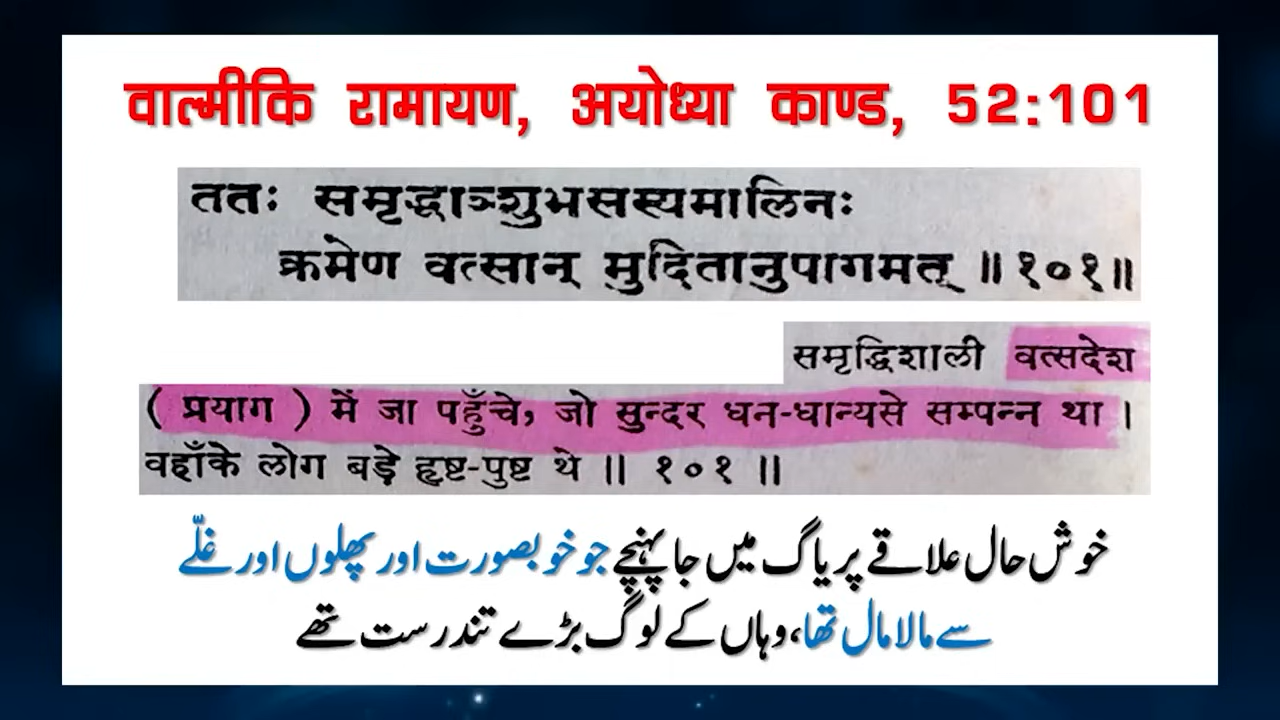 वाल्मीकि रामायण, अयोध्या काण्ड, 52:101
ततः समृद्धाञ्शुभसस्यमालिनः
क्रमेण वत्सान् मुदितानुपागमत् ॥ १०१ ॥
समृद्धिशाली वत्सदेश
( प्रयाग ) में जा पहुँचे, जो सुन्दर धन-धान्यसे सम्पन्न था ।
वहाँके लोग बड़े हृष्ट-पुष्ट थे ॥ १०१ ॥
خوش حال علاقے پریاگ میں جا پہنچے جو خوبصورت اور پھلوں اور غلّے
سے مالا مال تھا، وہاں کے لوگ بڑے تندرست تھے